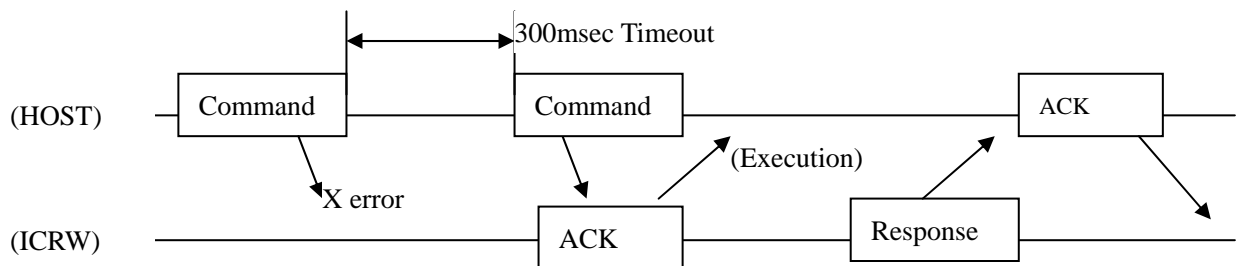 300msec Timeout
Command
Command
ACK
(HOST)
(Execution)
X error
ACK
Response
(ICRW)